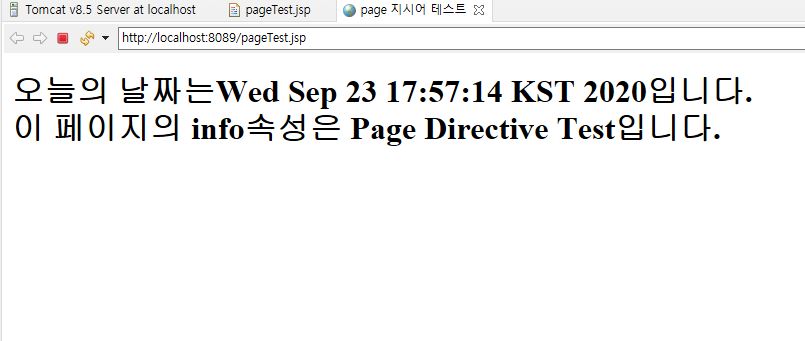 Tomcat v8.5 Server at localhost
pageTest.jsp
page 지시어 테스트
http://localhost:8089/pageTest.jsp
오늘의 날짜는Wed Sep 23 17:57:14 KST 2020입니다.
이 페이지의 info속성은 Page Directive Test입니다.